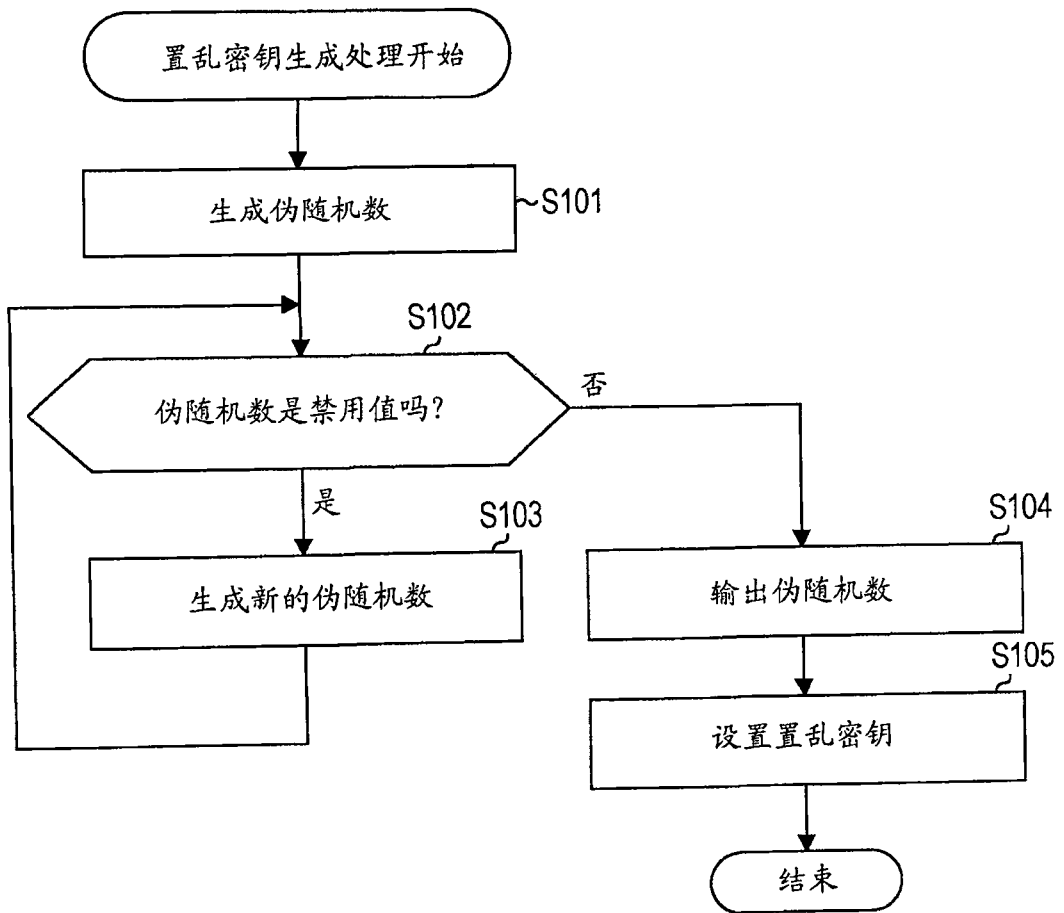 置乱密钥生成处理开始
生成伪随机数
S101
S102
伪随机数是禁用值吗?
否
是
S103
生成新的伪随机数
S104
输出伪随机数
S105
设置置乱密钥
结束